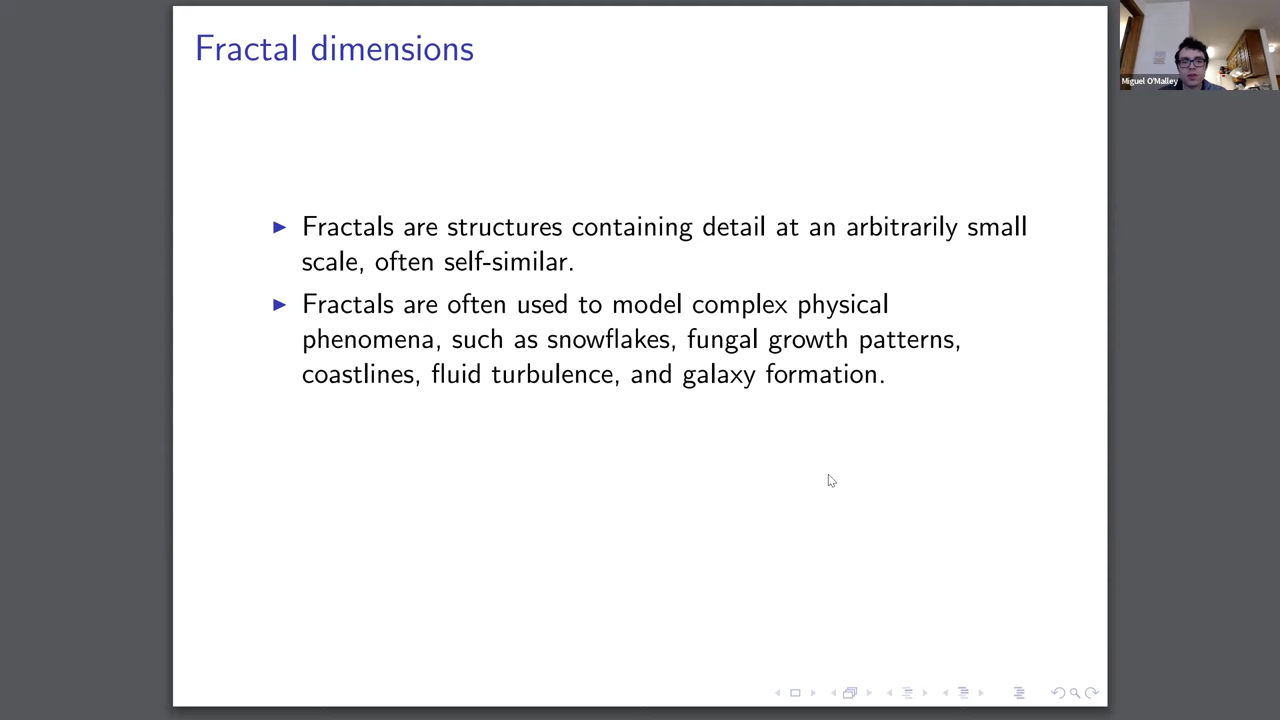 Fractal dimensions
Miguel O'Malley
▶ Fractals are structures containing detail at an arbitrarily small
scale, often self-similar.
▶ Fractals are often used to model complex physical
phenomena, such as snowflakes, fungal growth patterns,
coastlines, fluid turbulence, and galaxy formation.